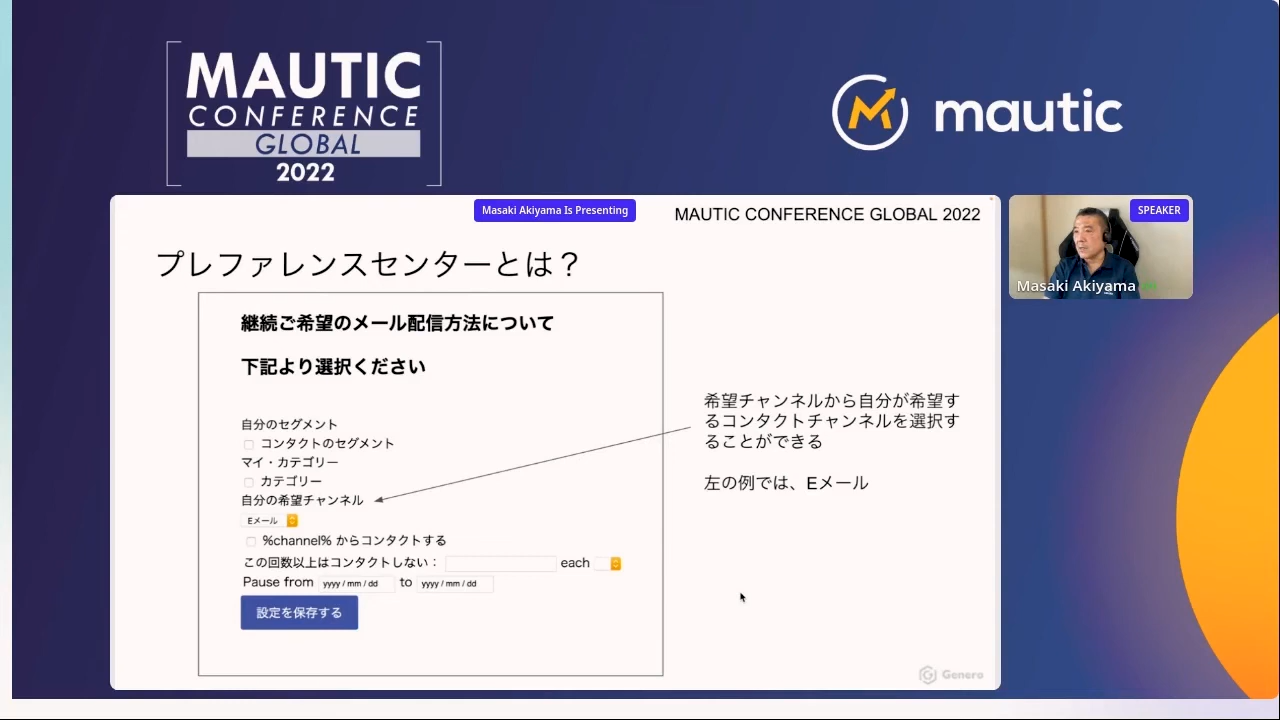 MAUTIC
CONFERENCE
GLOBAL
2022
mautic
Masaki Akiyama Is Presenting
MAUTIC CONFERENCE GLOBAL 2022
SPEAKER
Masaki Akiyama
プレファレンスセンターとは？
継続ご希望のメール配信方法について
下記より選択ください
自分のセグメント
コンタクトのセグメント
マイ・カテゴリー
カテゴリー
自分の希望チャンネル
Eメール
%channel% からコンタクトする
この回数以上はコンタクトしない： each
Pause from yyyy / mm / dd to yyyy / mm / dd
設定を保存する
希望チャンネルから自分が希望す
るコンタクトチャンネルを選択す
ることができる
左の例では、Eメール
Genero